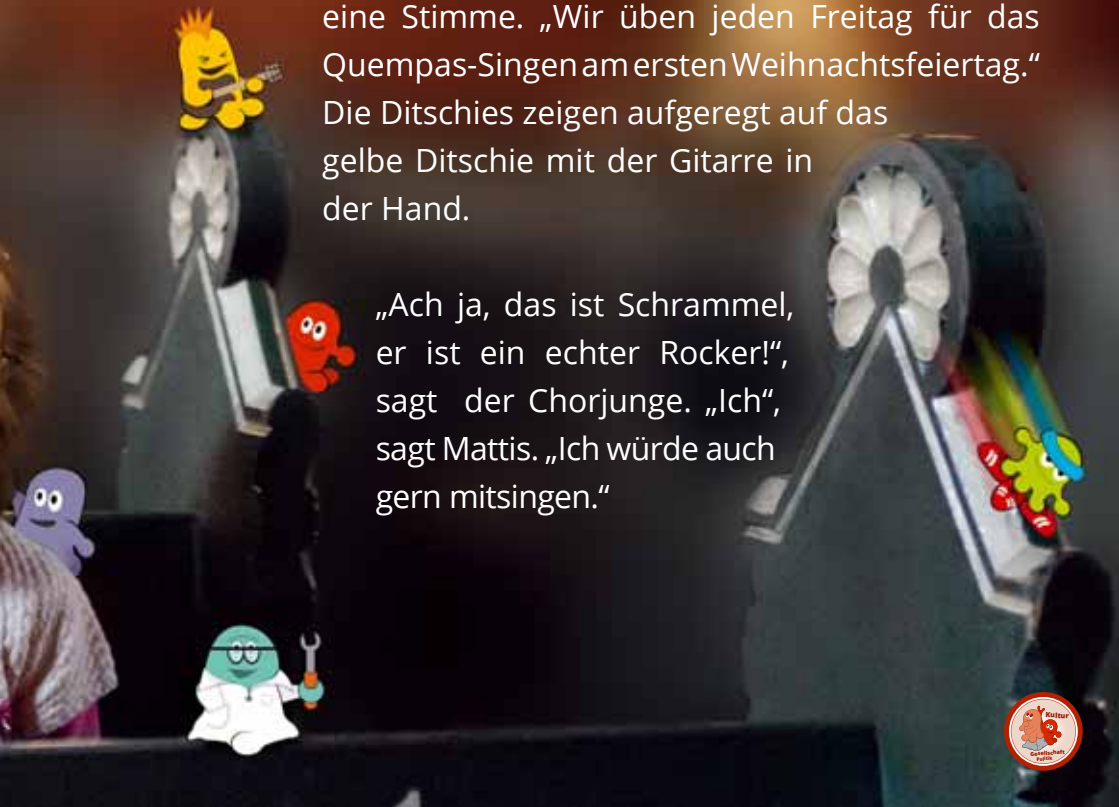 eine Stimme. „Wir üben jeden Freitag für das
Quempas-Singen am ersten Weihnachtsfeiertag.“
Die Ditschies zeigen aufgeregt auf das
gelbe Ditschie mit der Gitarre in
der Hand.
„Ach ja, das ist Schrammel,
er ist ein echter Rocker!“,
sagt der Chorjunge. „Ich“,
sagt Mattis. „Ich würde auch
gern mitsingen.“
Kultur
Gesellschaft
Politik